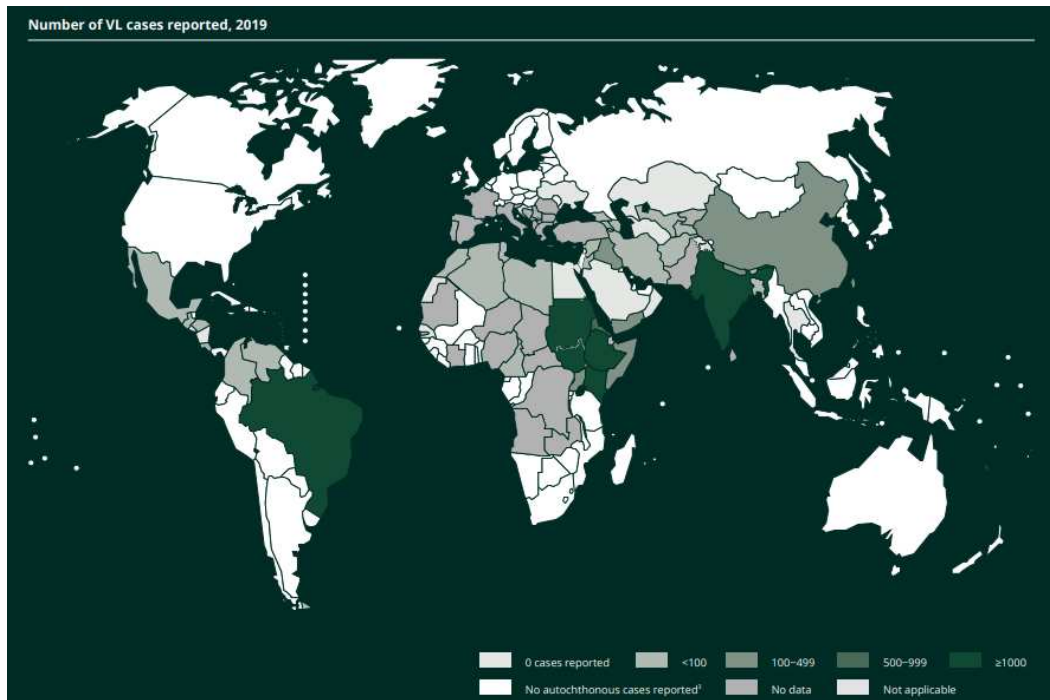 Number of VL cases reported, 2019
0 cases reported <100 100–499 500–999 ≥1000
No autochthonous cases reported¹ No data Not applicable